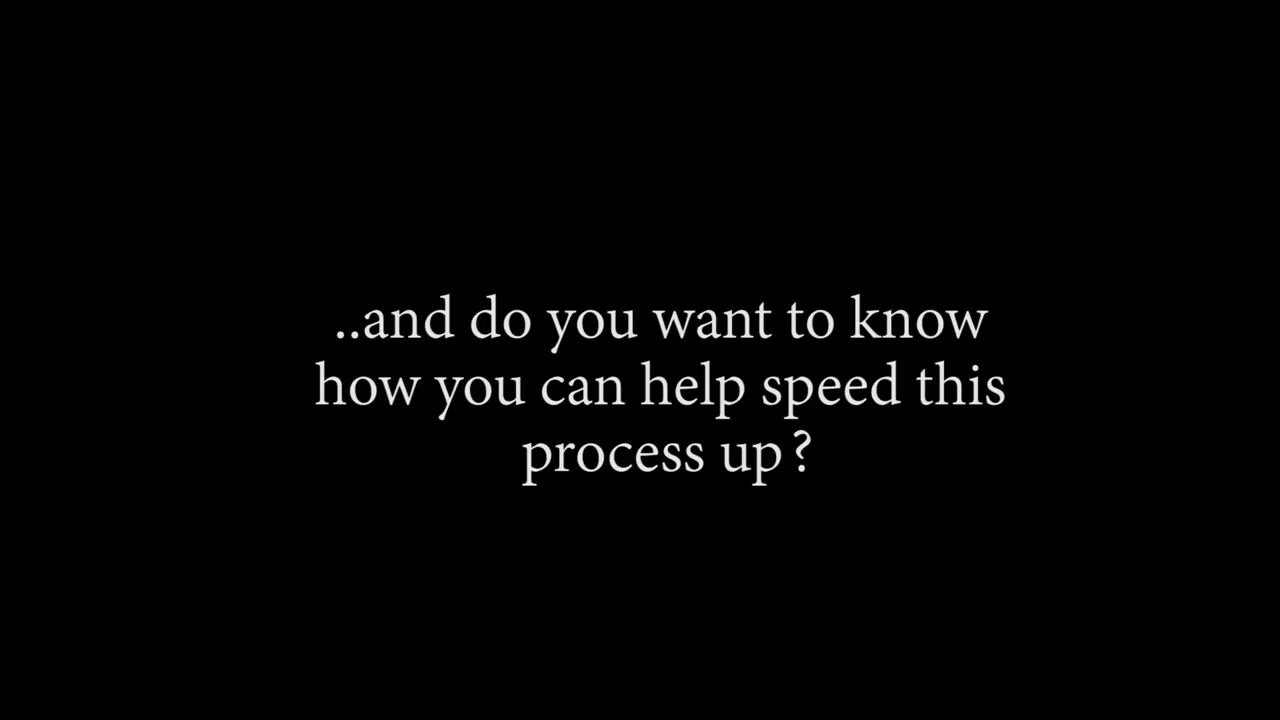 ..and do you want to know
how you can help speed this
process up?